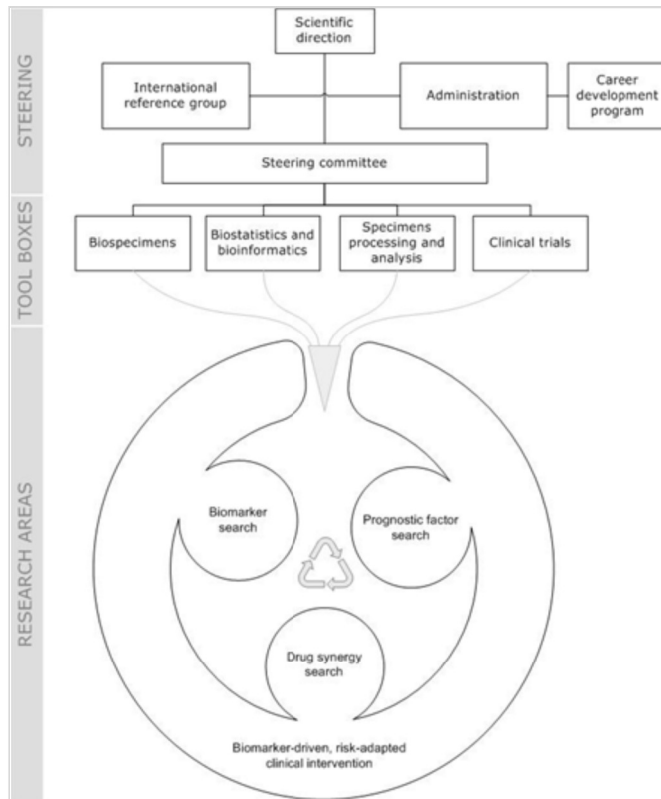 STEERING
Scientific
direction
International
reference group
Administration
Career
development
program
Steering committee
TOOL BOXES
Biospecimens
Biostatistics and
bioinformatics
Specimens
processing and
analysis
Clinical trials
RESEARCH AREAS
Biomarker
search
Prognostic factor
search
Drug synergy
search
Biomarker-driven, risk-adapted
clinical intervention